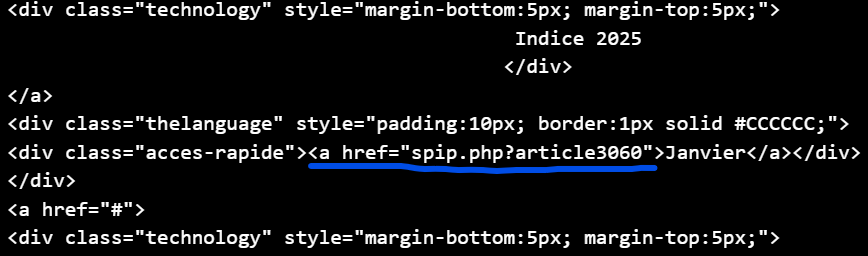 <div class="technology" style="margin-bottom:5px; margin-top:5px;">
Indice 2025
</div>
</a>
<div class="thelanguage" style="padding:10px; border:1px solid #CCCCCC;">
<div class="acces-rapide"><a href="spip.php?article3060">Janvier</a></div>
</div>
<a href="#">
<div class="technology" style="margin-bottom:5px; margin-top:5px;">